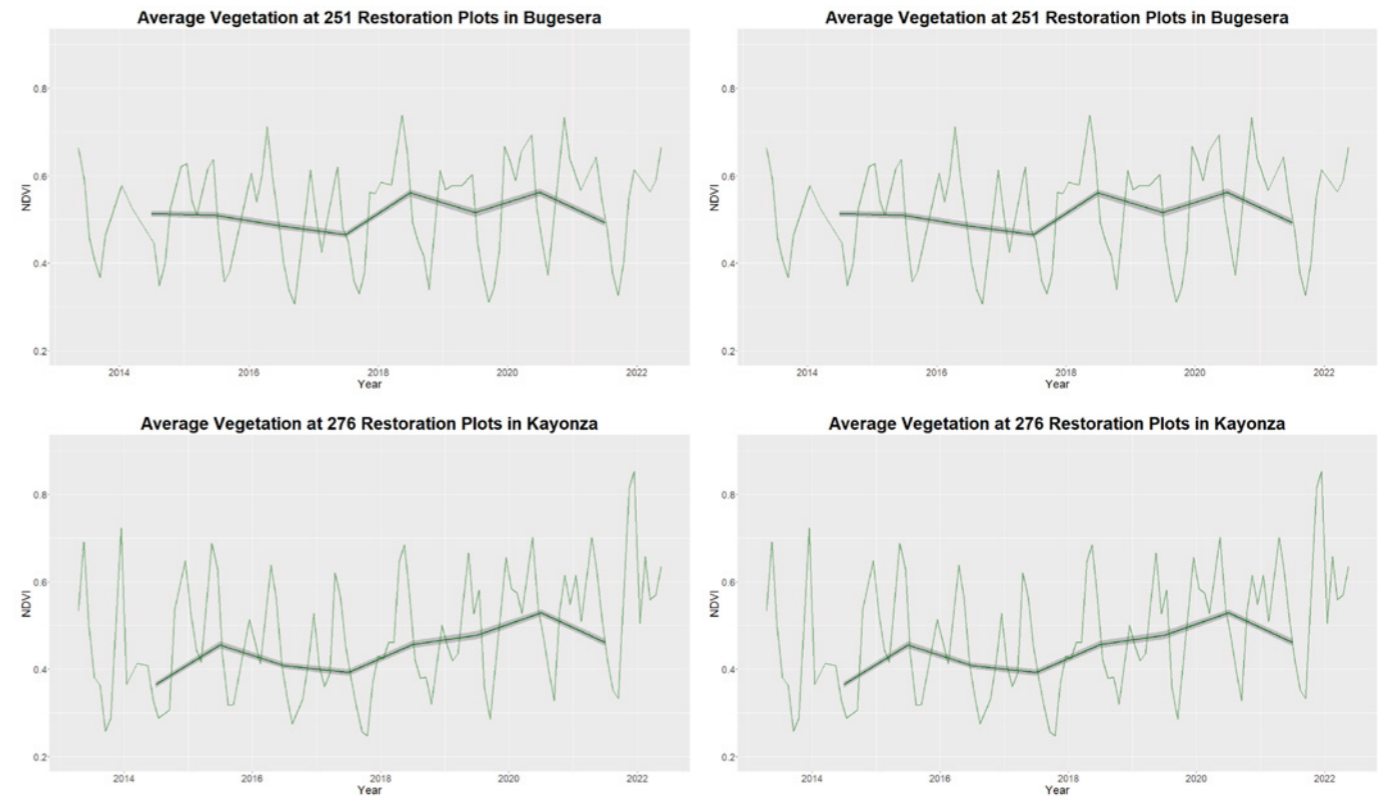 Average Vegetation at 251 Restoration Plots in Bugesera
0.8
0.6
NDVI
0.4
0.2
2014 2016 2018 2020 2022
Year
Average Vegetation at 251 Restoration Plots in Bugesera
0.8
0.6
NDVI
0.4
0.2
2014 2016 2018 2020 2022
Year
Average Vegetation at 276 Restoration Plots in Kayonza
0.8
0.6
NDVI
0.4
0.2
2014 2016 2018 2020 2022
Year
Average Vegetation at 276 Restoration Plots in Kayonza
0.8
0.6
NDVI
0.4
0.2
2014 2016 2018 2020 2022
Year